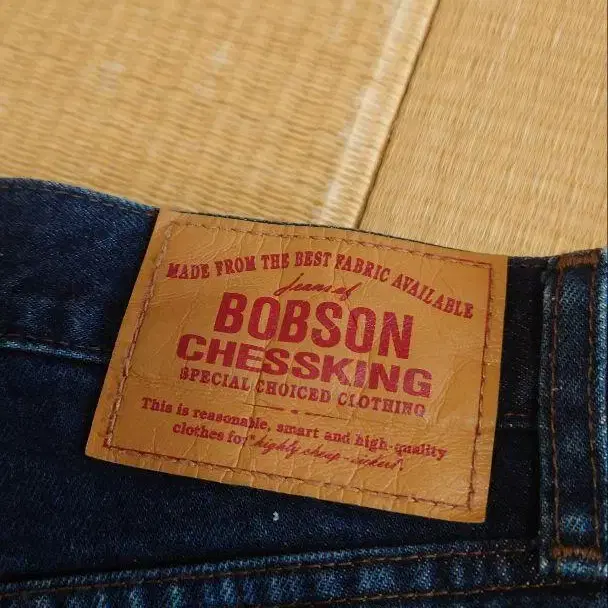 MADE FROM THE BEST FABRIC AVAILABLE
Jeans of
BOBSON
CHESSKING
SPECIAL CHOICED CLOTHING
This is reasonable, smart and high-quality
clothes for "highly cheap